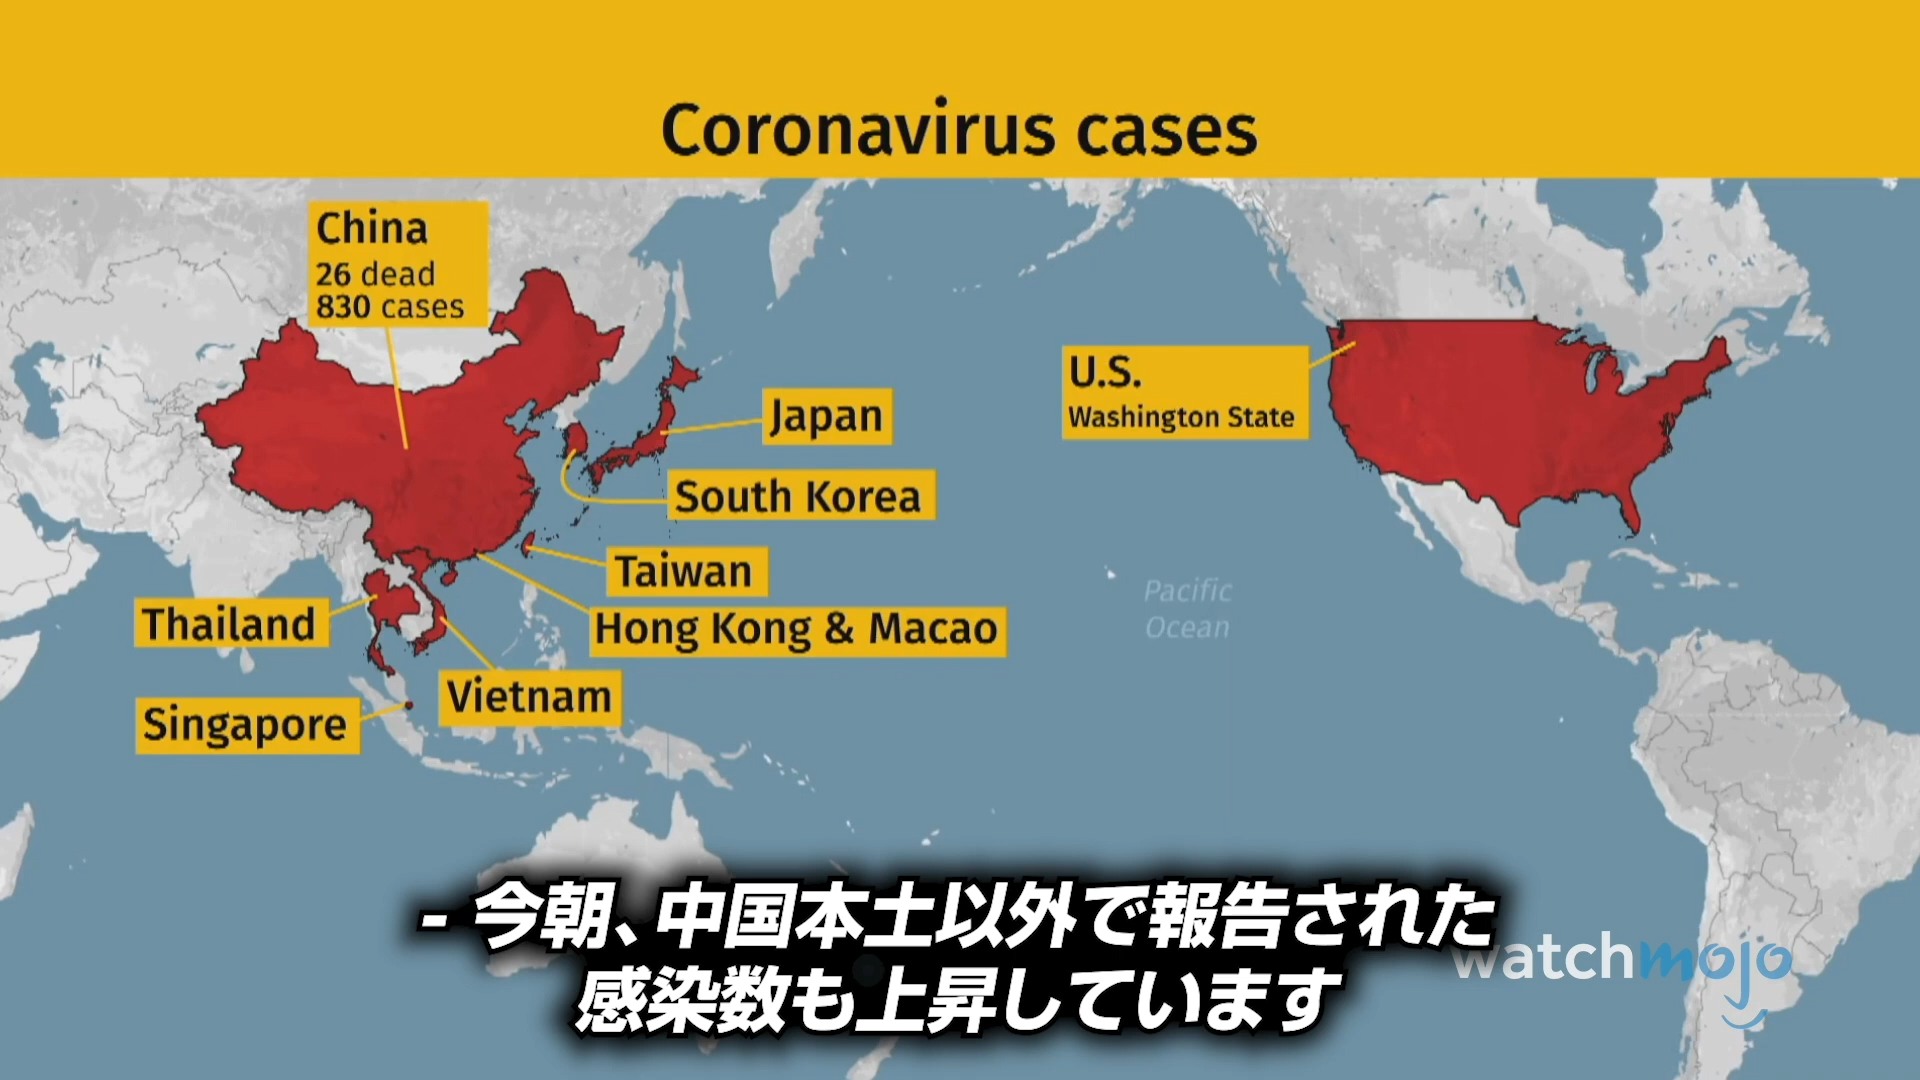 Coronavirus cases
China
26 dead
830 cases
U.S.
Washington State
Japan
South Korea
Taiwan
Thailand
Hong Kong & Macao
Vietnam
Singapore
Pacific
Ocean
- 今朝、中国本土以外で報告された
感染数も上昇しています
watchmojo